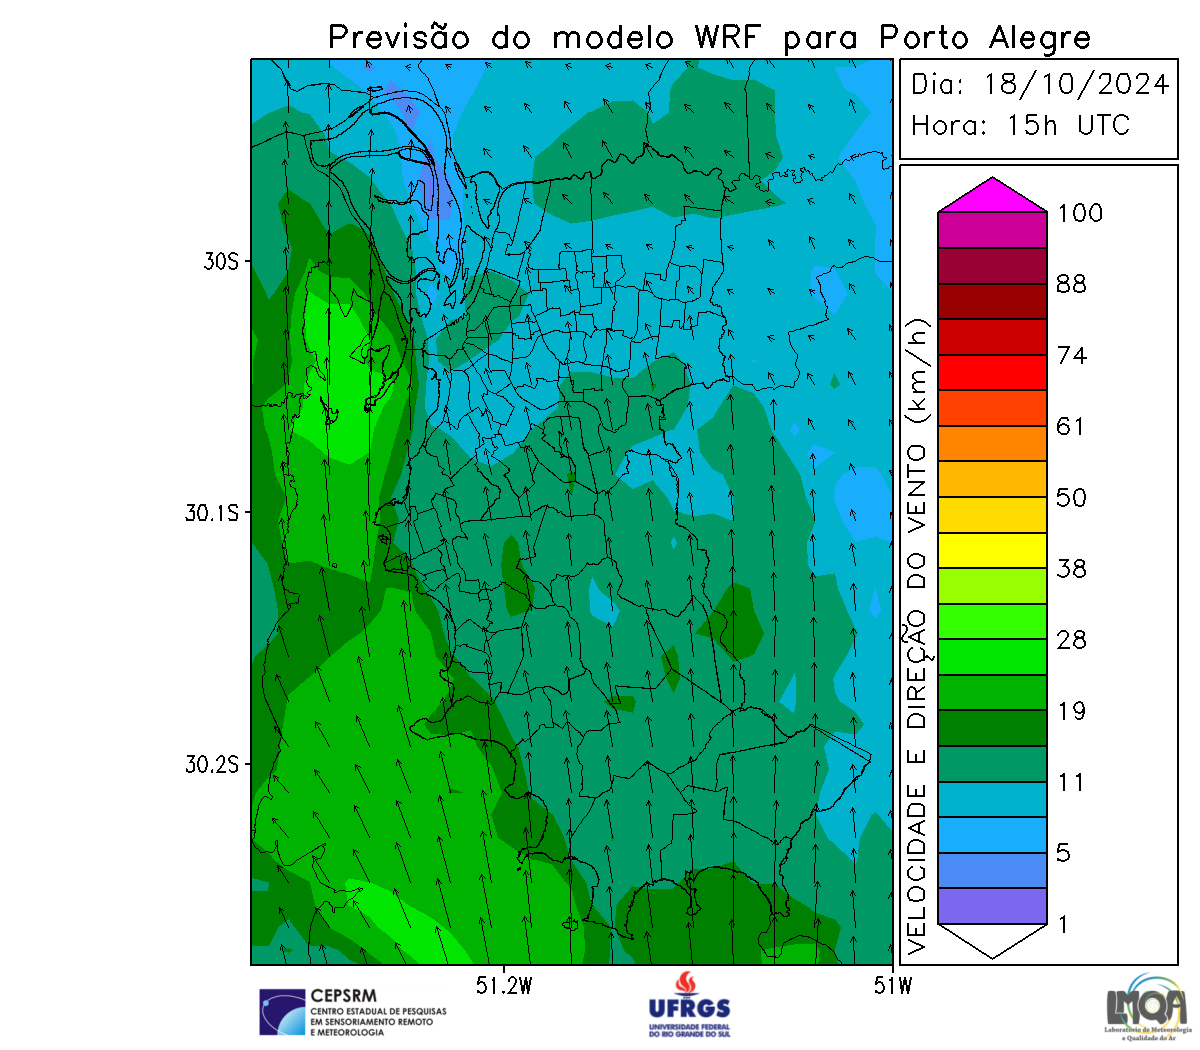 Previsão do modelo WRF para Porto Alegre
Dia: 18/10/2024
Hora: 15h UTC
30S
30.1S
30.2S
51.2W
51W
VELOCIDADE E DIREÇÃO DO VENTO (km/h)
100
88
74
61
50
38
28
19
11
5
1
CEPSRM
CENTRO ESTADUAL DE PESQUISAS
EM SENSORIAMENTO REMOTO
E METEOROLOGIA
UFRGS
UNIVERSIDADE FEDERAL
DO RIO GRANDE DO SUL
LMQA
Laboratório de Meteorologia
e Qualidade do Ar